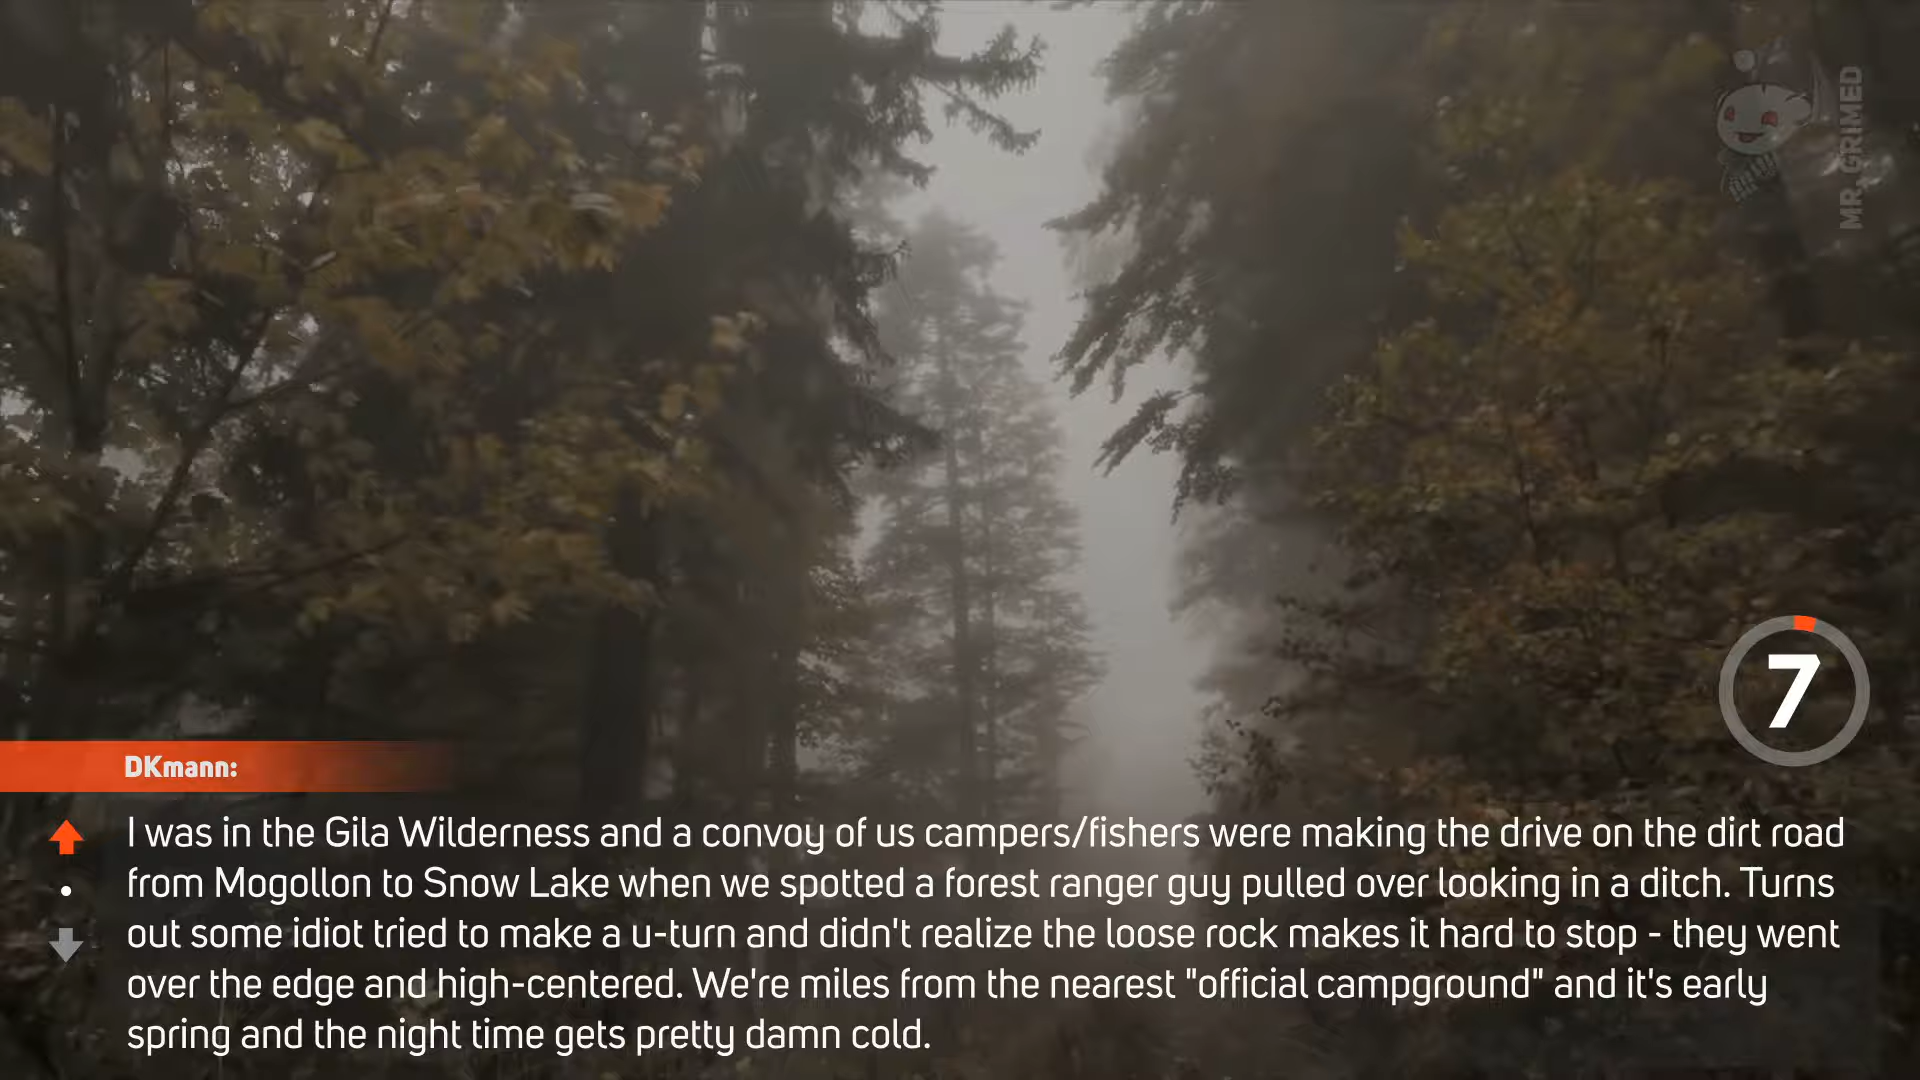 MR. GRIMED
7
DKmann:
I was in the Gila Wilderness and a convoy of us campers/fishers were making the drive on the dirt road
from Mogollon to Snow Lake when we spotted a forest ranger guy pulled over looking in a ditch. Turns
out some idiot tried to make a u-turn and didn't realize the loose rock makes it hard to stop - they went
over the edge and high-centered. We're miles from the nearest "official campground" and it's early
spring and the night time gets pretty damn cold.